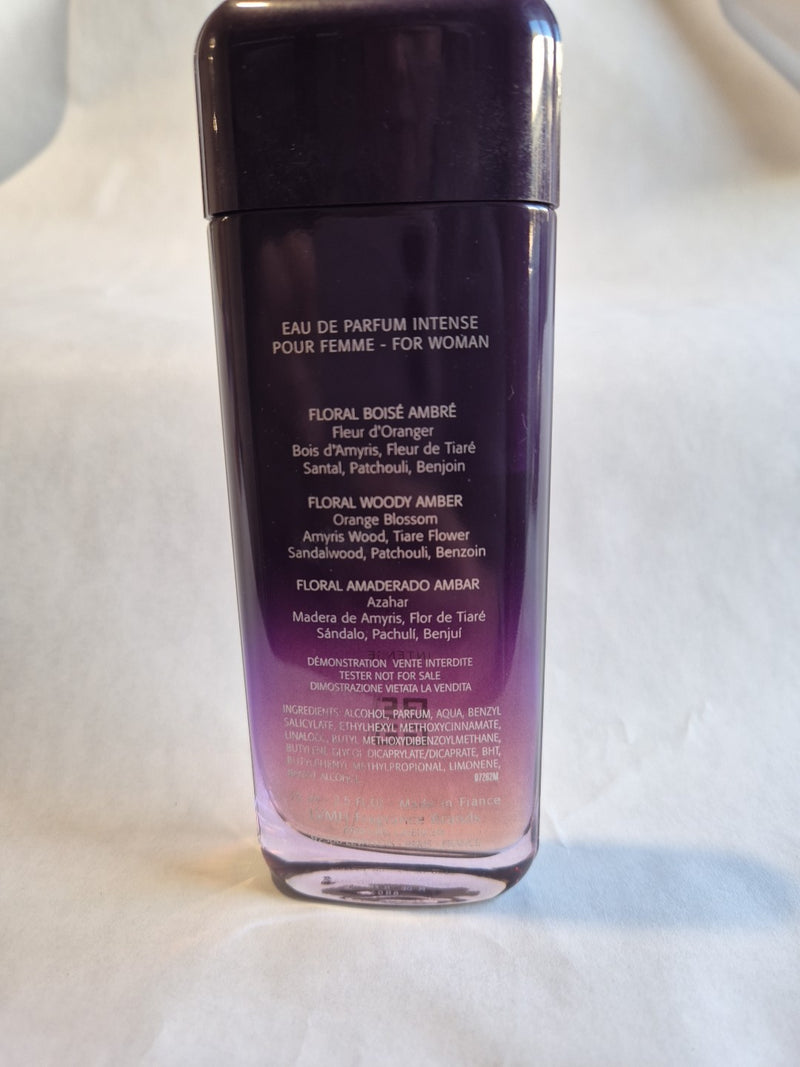 EAU DE PARFUM INTENSE
POUR FEMME - FOR WOMAN
FLORAL BOISÉ AMBRÉ
Fleur d'Oranger
Bois d'Amyris, Fleur de Tiaré
Santal, Patchouli, Benjoin
FLORAL WOODY AMBER
Orange Blossom
Amyris Wood, Tiare Flower
Sandalwood, Patchouli, Benzoin
FLORAL AMADERADO AMBAR
Azahar
Madera de Amyris, Flor de Tiaré
Sándalo, Pachulí, Benjuí
DÉMONSTRATION VENTE INTERDITE
TESTER NOT FOR SALE
DIMOSTRAZIONE VIETATA LA VENDITA
INGREDIENTS: ALCOHOL, PARFUM, AQUA, BENZYL
SALICYLATE, ETHYLHEXYL METHOXYCINNAMATE,
BUTYL METHOXYDIBENZOYLMETHANE,
BUTYLENE GLYCOL DICAPRYLATE/DICAPRATE, BHT,
BUTYLPHENYL METHYLPROPIONAL, LIMONENE,
ALCOHOL. 07262M
Made in France